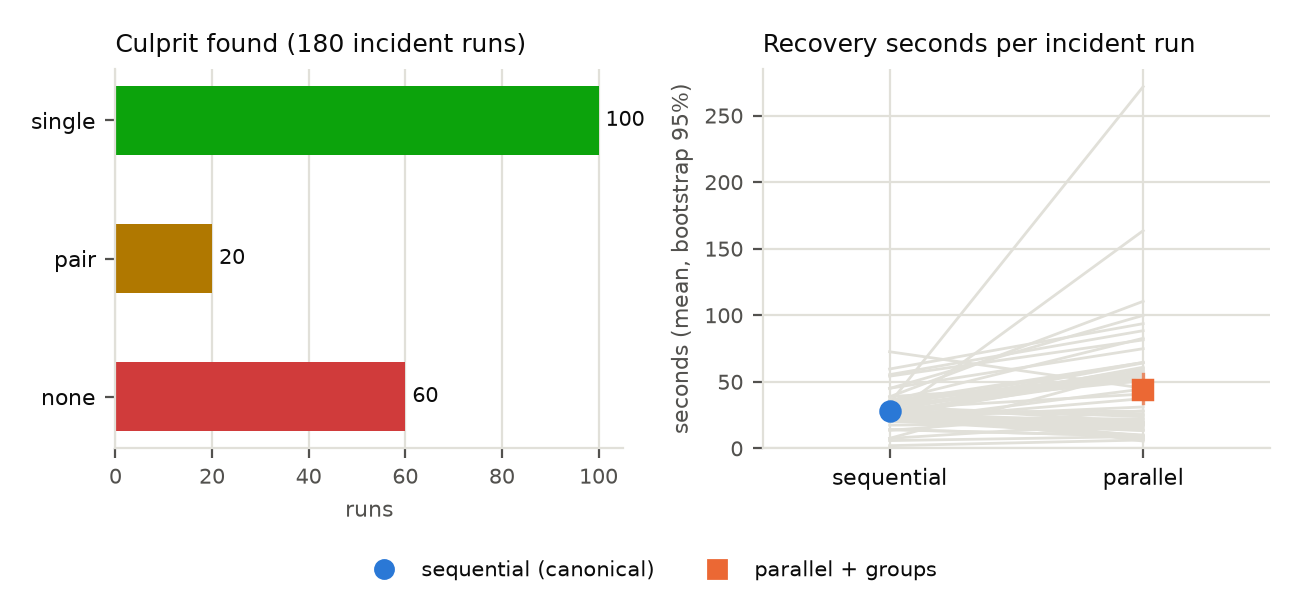 Culprit found (180 incident runs)
single
100
pair
20
none
60
0 20 40 60 80 100
runs
Recovery seconds per incident run
seconds (mean, bootstrap 95%)
250
200
150
100
50
0
sequential parallel
sequential (canonical) parallel + groups